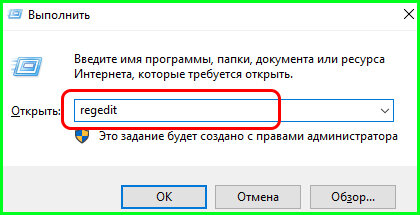 Выполнить
Введите имя программы, папки, документа или ресурса
Интернета, которые требуется открыть.
Открыть: regedit
Это задание будет создано с правами администратора
ОК Отмена Обзор...